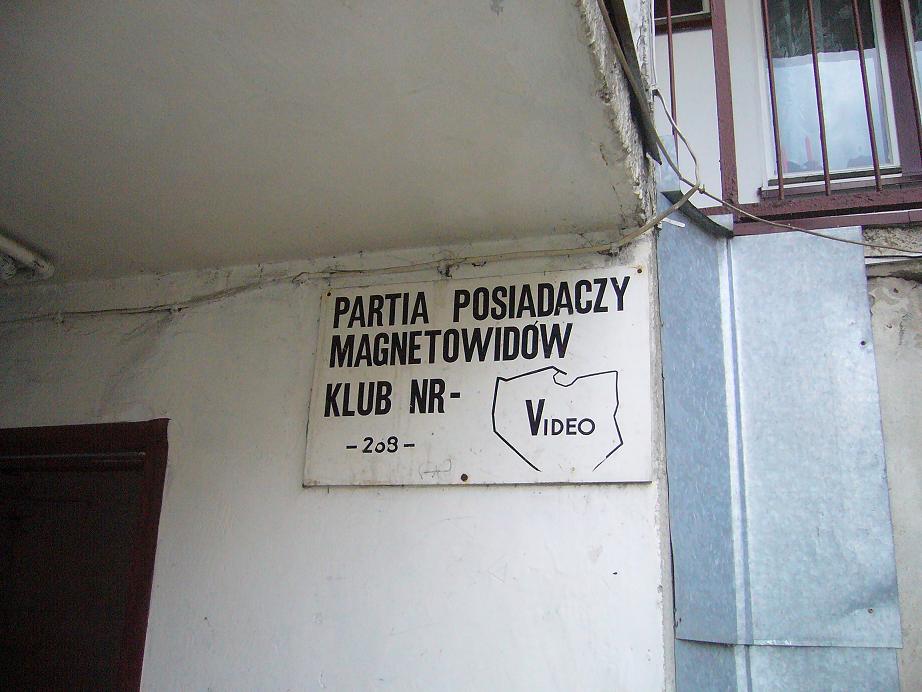 PARTIA POSIADACZY
MAGNETOWIDÓW
KLUB NR-
-208-
VIDEO